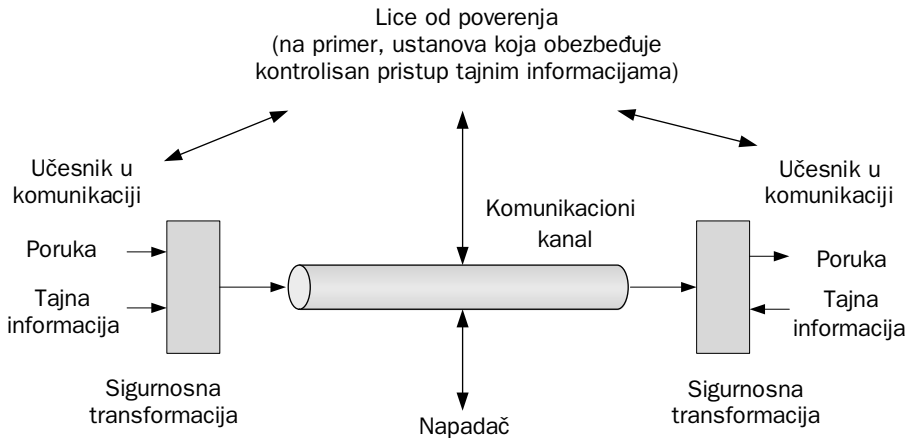 Lice od poverenja
(na primer, ustanova koja obezbeđuje
kontrolisan pristup tajnim informacijama)
Učesnik u
komunikaciji
Učesnik u
komunikaciji
Komunikacioni
kanal
Poruka
Tajna
informacija
Poruka
Tajna
informacija
Sigurnosna
transformacija
Sigurnosna
transformacija
Napadač